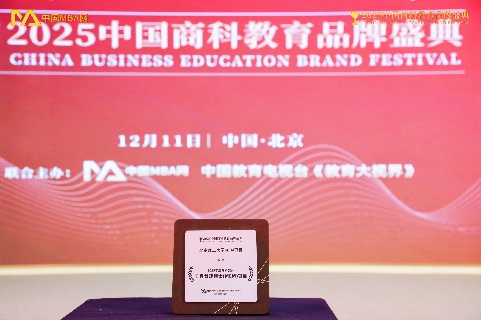 中国MBA网
2025中国商科教育品牌盛典
CHINA BUSINESS EDUCATION BRAND FESTIVAL
12月11日| 中国·北京
联合主办: 中国MBA网 中国教育电视台《教育大视界》
(MEM)